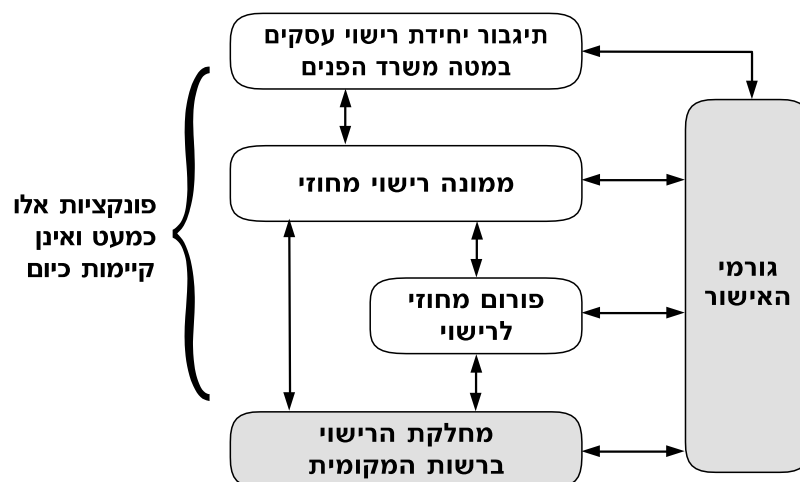 תיגבור יחידת רישוי עסקים
במטה משרד הפנים
ממונה רישוי מחוזי
פורום מחוזי
לרישוי
מחלקת הרישוי
ברשות המקומית
גורמי
האישור
פונקציות אלו
כמעט ואינן
קיימות כיום